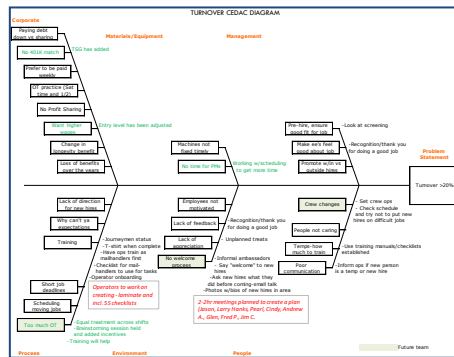 TURNOVER CEDAC DIAGRAM
Corporate
Materials/Equipment
Management
Paying debt
down vs sharing
No 401K match
TSG has added
Prefer to be paid
weekly
OT practice (Sat
time and 1/2)
No Profit Sharing
Want higher
wages
Entry level has been adjusted
Change in
longevity benefit
Loss of benefits
over the years
Machines not
fixed timely
No time for PMs
Working w/scheduling
to get more time
Pre-hire, ensure
good fit for job
Look at screening
Make ee's feel
good about job
Recognition/thank you
for doing a good job
Promote w/in vs
outside hires
Problem
Statement
Turnover >20%
Lack of direction
for new hires
Why can't ya
expectations
Training
- Journeymen status
- T-shirt when complete
- Have ops train as
mailhandlers first
- Checklist for mail-
handlers to use for tasks
- Operator onboarding
Short job
deadlines
Operators to work on
creating - laminate and
incl. 5S checklists
Scheduling
moving jobs
Too much OT
- Equal treatment across shifts
- Brainstorming session held
and added incentives
- Training will help
Employees not
motivated
Lack of feedback
- Recognition/thank you
for doing a good job
Lack of
appreciation
- Unplanned treats
No welcome
process
- Informal ambassadors
- Say "welcome" to new
hires
- Ask new hires what they
did before coming-small talk
- Photos w/bios of new hires in area
2-2hr meetings planned to create a plan
(Jason, Larry Hanks, Pearl, Cindy, Andrew
A., Glen, Fred P., Jim C.
Crew changes
- Set crew ops
- Check schedule
and try not to put new
hires on difficult jobs
People not caring
Temps-how
much to train
- Use training manuals/checklists
established
Poor
communication
- Inform ops if new person
is a temp or new hire
Process
Environment
People
Future team